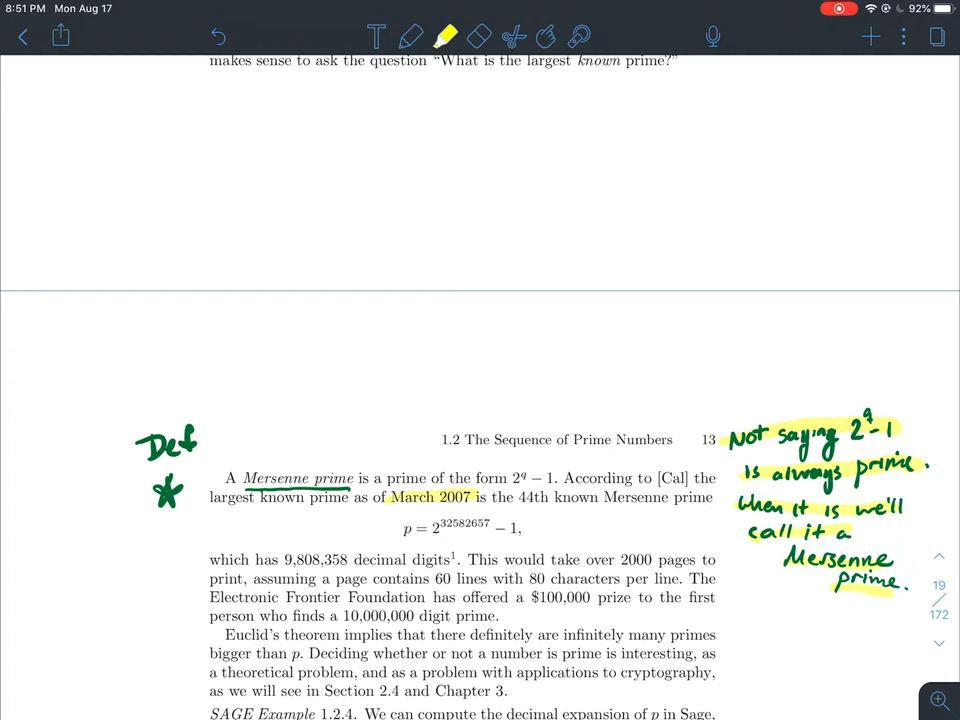 8:51 PM Mon Aug 17
92%
makes sense to ask the question “What is the largest known prime?”
Def
1.2 The Sequence of Prime Numbers 13
A Mersenne prime is a prime of the form 2^q − 1. According to [Cal] the
largest known prime as of March 2007 is the 44th known Mersenne prime
p = 2^32582657 − 1,
which has 9,808,358 decimal digits¹. This would take over 2000 pages to
print, assuming a page contains 60 lines with 80 characters per line. The
Electronic Frontier Foundation has offered a $100,000 prize to the first
person who finds a 10,000,000 digit prime.
Euclid’s theorem implies that there definitely are infinitely many primes
bigger than p. Deciding whether or not a number is prime is interesting, as
a theoretical problem, and as a problem with applications to cryptography,
as we will see in Section 2.4 and Chapter 3.
SAGE Example 1.2.4. We can compute the decimal expansion of p in Sage,
Not saying 2^q - 1
is always prime.
When it is we'll
call it a
Mersenne
prime.
19
172